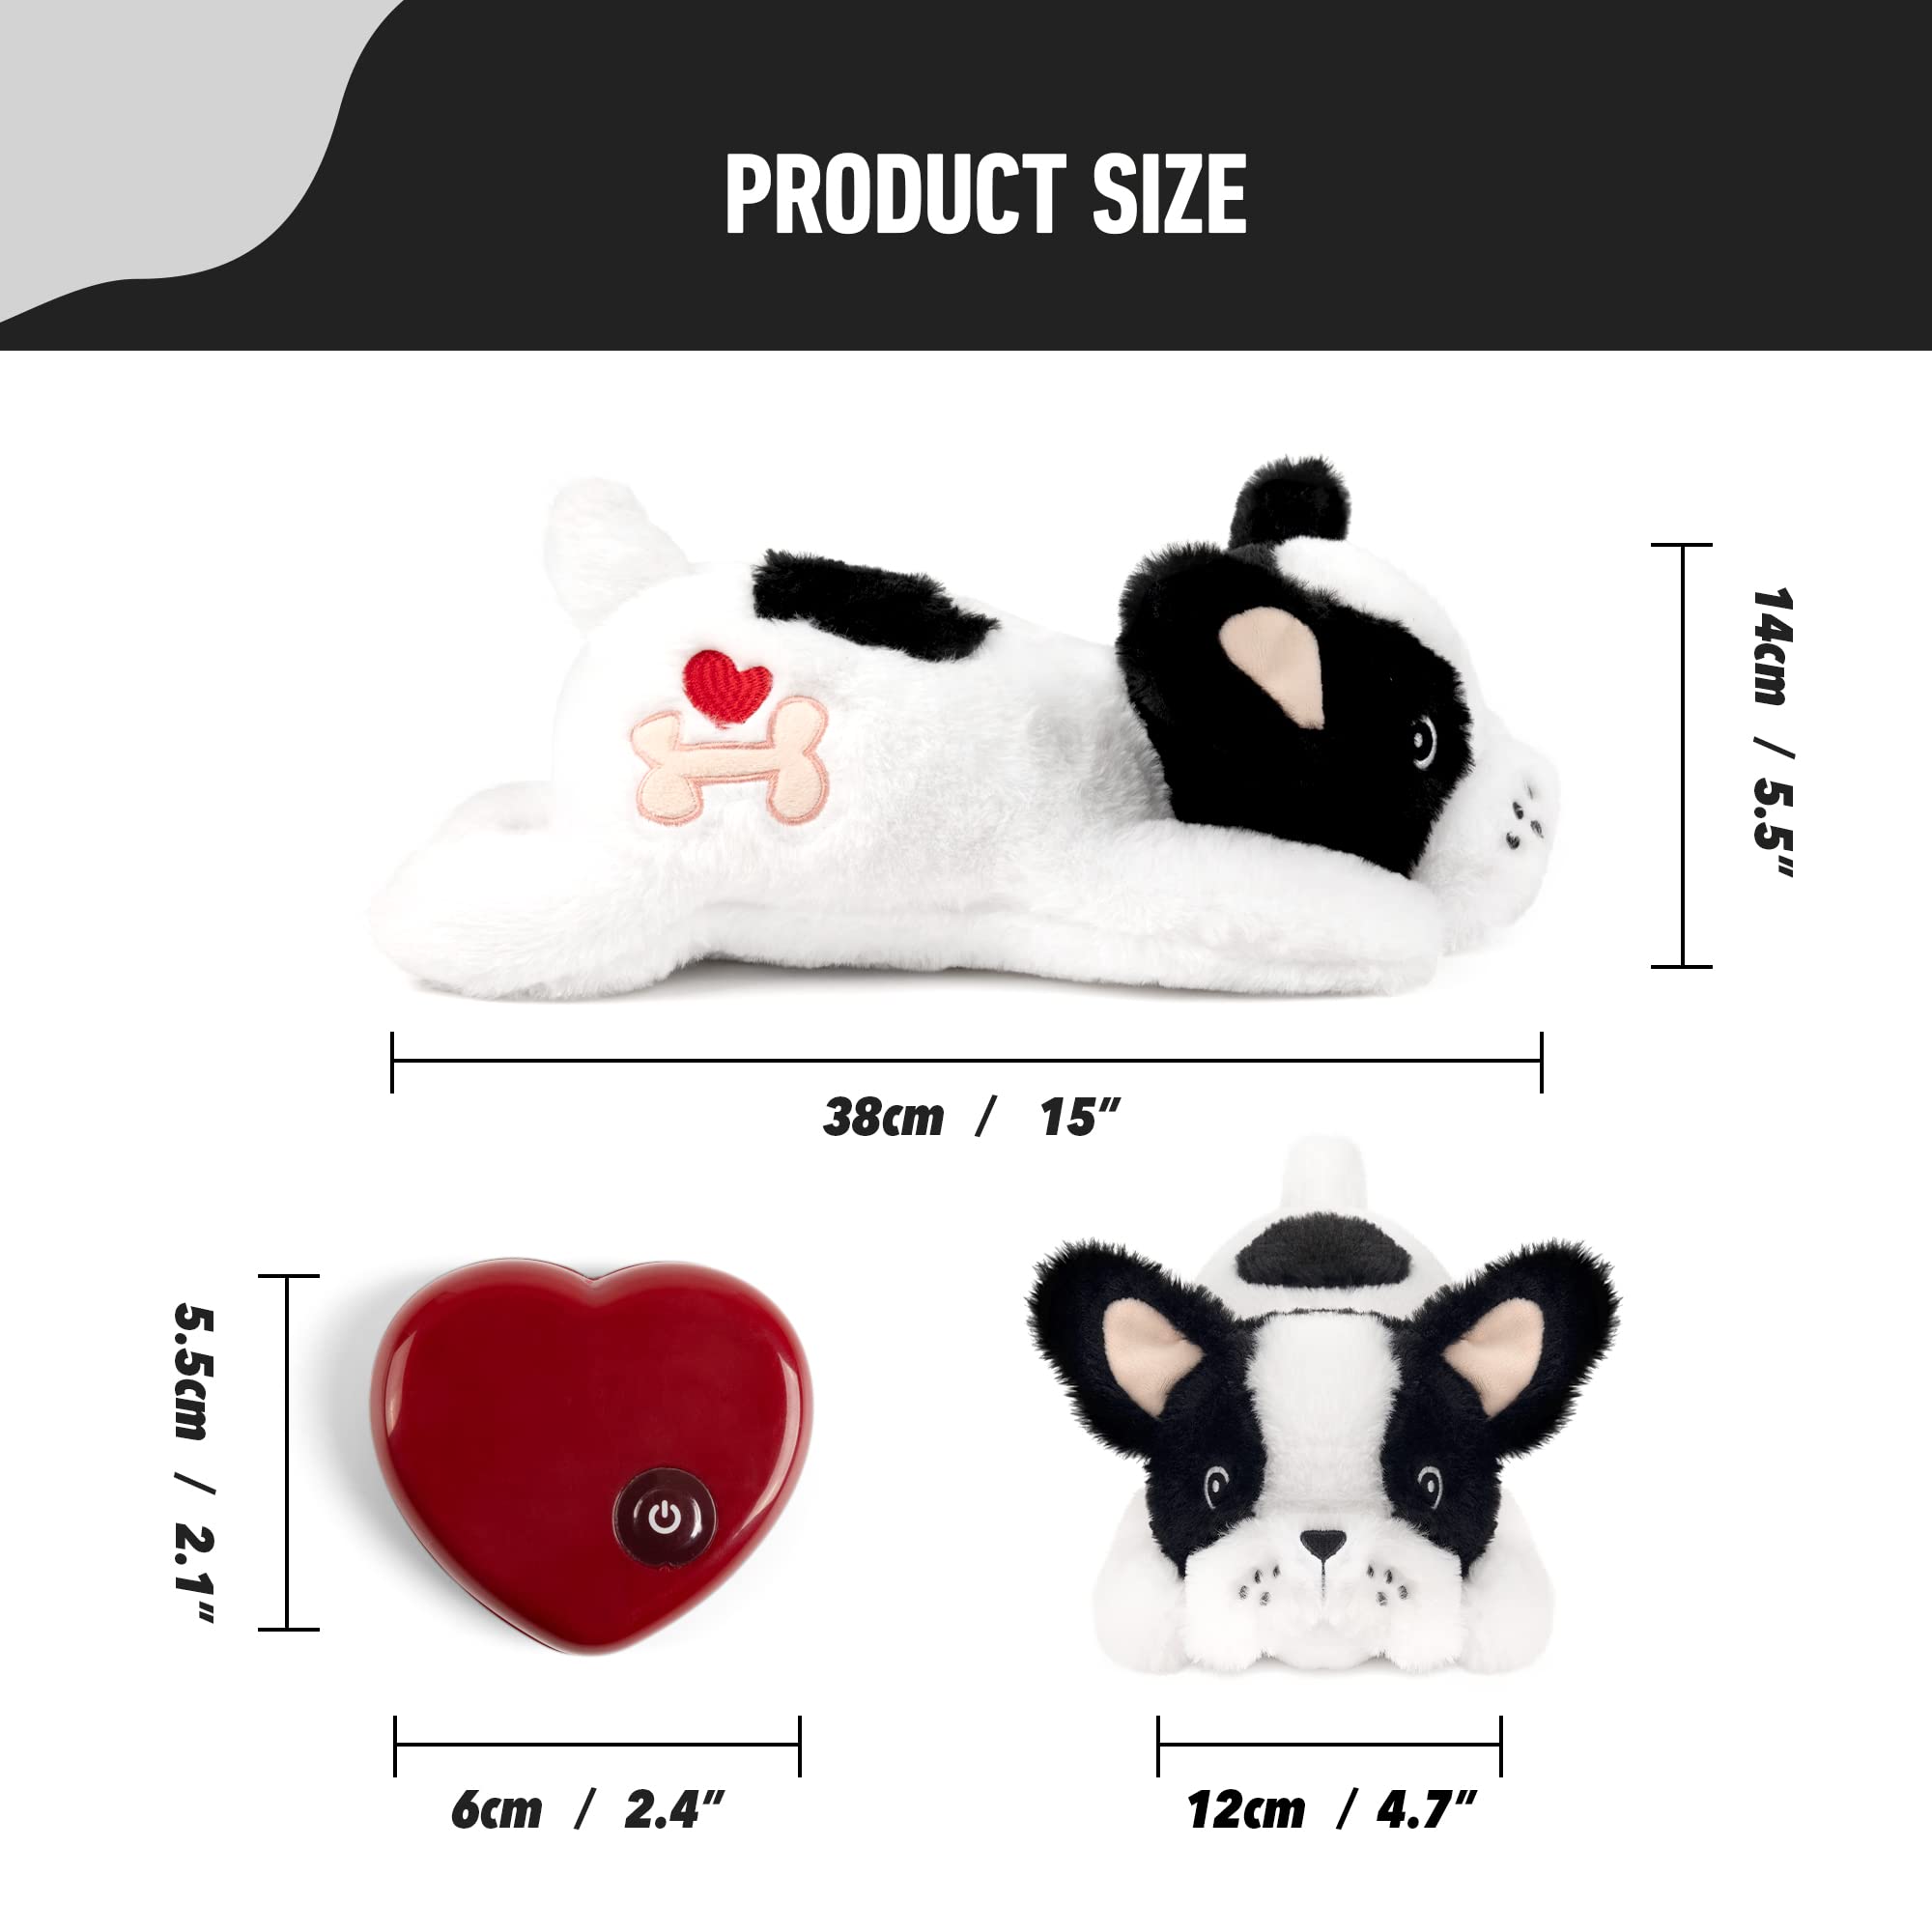 PRODUCT SIZE
14cm / 5.5”
38cm / 15”
5.5cm / 2.1”
6cm / 2.4”
12cm / 4.7”